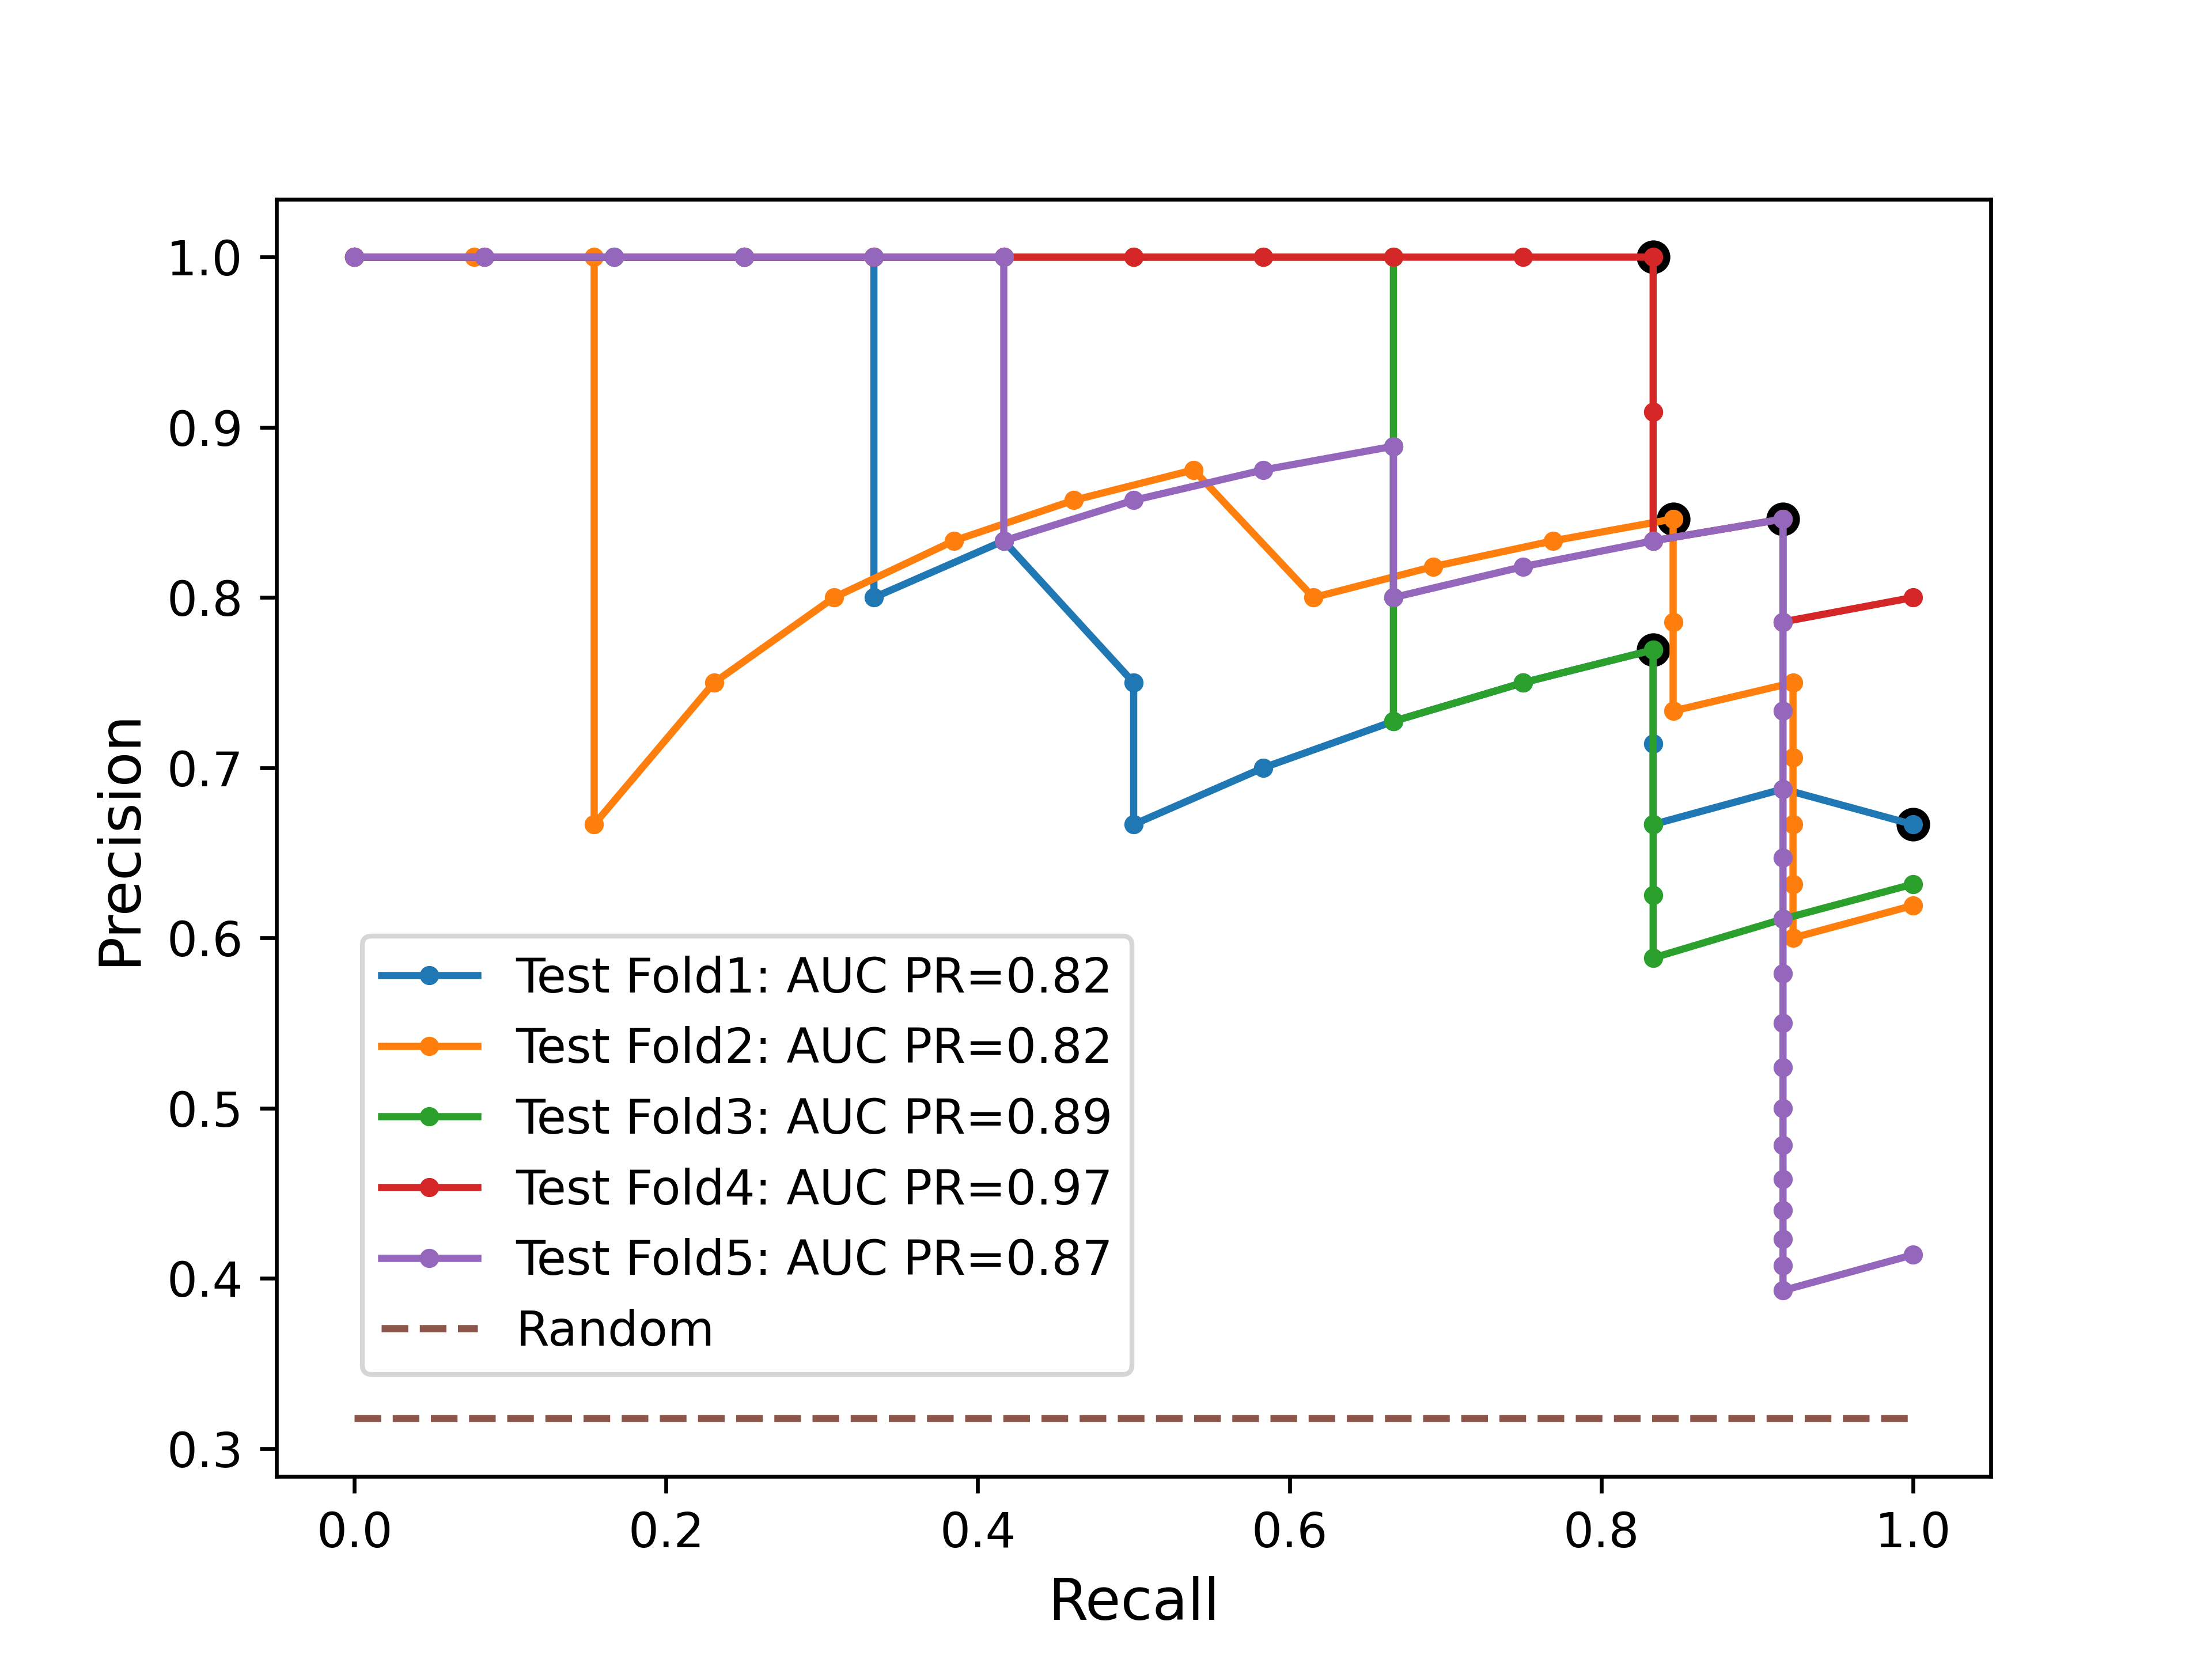 1.0
0.9
0.8
0.7
0.6
0.5
0.4
0.3
Precision
Test Fold1: AUC PR=0.82
Test Fold2: AUC PR=0.82
Test Fold3: AUC PR=0.89
Test Fold4: AUC PR=0.97
Test Fold5: AUC PR=0.87
Random
0.0 0.2 0.4 0.6 0.8 1.0
Recall